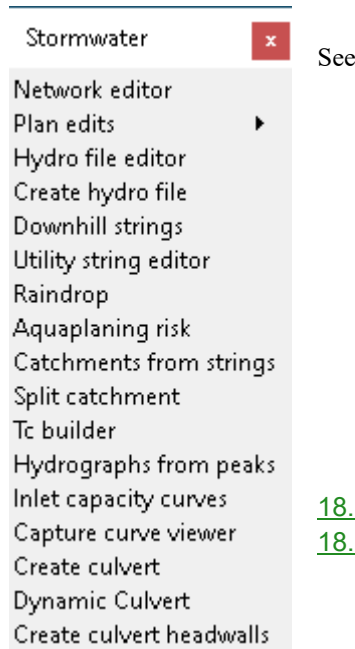 Stormwater x
See
Network editor
Plan edits
Hydro file editor
Create hydro file
Downhill strings
Utility string editor
Raindrop
Aquaplaning risk
Catchments from strings
Split catchment
Tc builder
Hydrographs from peaks
Inlet capacity curves
18.
Capture curve viewer
18.
Create culvert
Dynamic Culvert
Create culvert headwalls